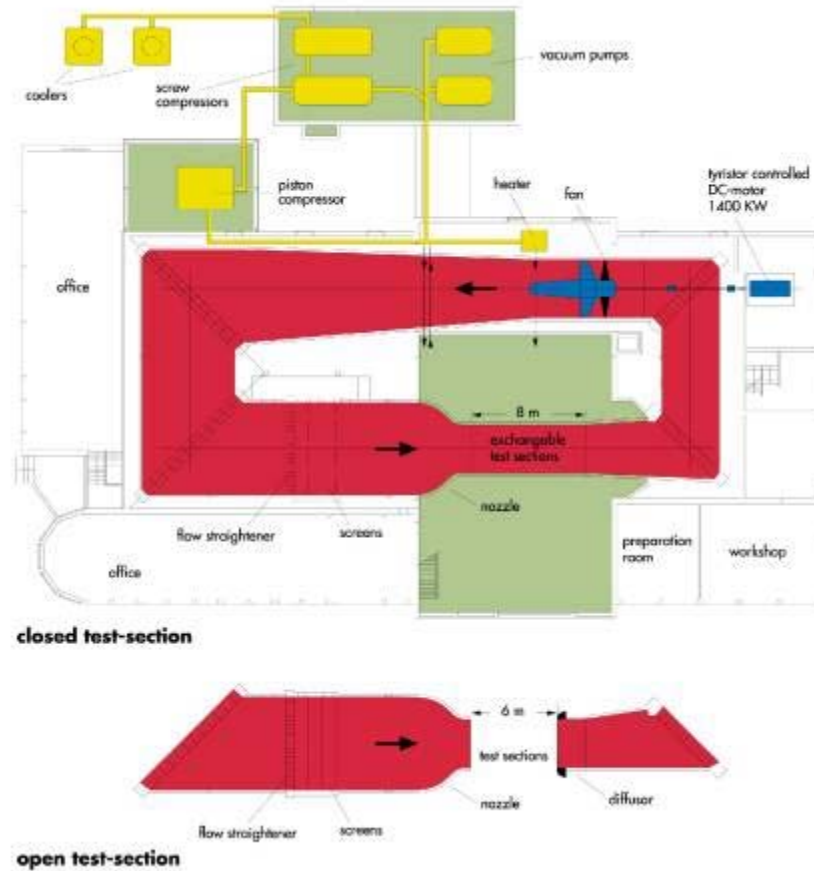 coolers
screw
compressors
vacuum pumps
piston
compressor
heater
fan
tyristor controlled
DC-motor
1400 KW
office
8 m
exchangable
test sections
nozzle
flow straightener
screens
office
preparation
room
workshop
closed test-section
6 m
test sections
nozzle
diffusor
flow straightener
screens
open test-section